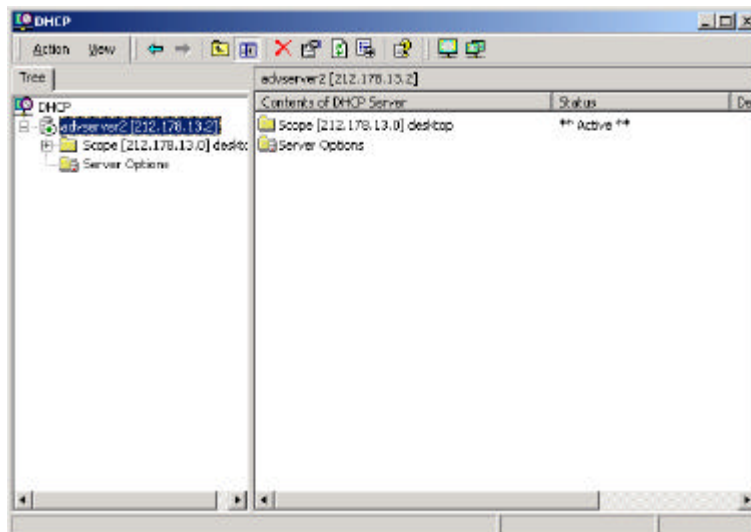 DHCP
Action View
Tree
advserver2 [212.178.13.2]
DHCP
advserver2 [212.178.13.2]
Scope [212.178.13.0] deskto
Server Options
Contents of DHCP Server Status De
Scope [212.178.13.0] desktop ** Active **
Server Options